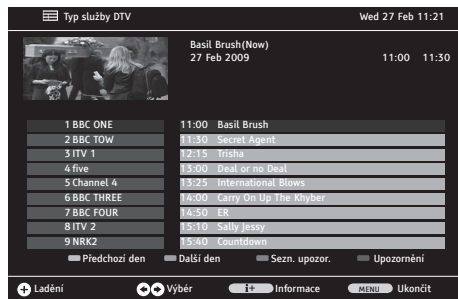 Typ služby DTV Wed 27 Feb 11:21
Basil Brush(Now)
27 Feb 2009 11:00 11:30
1 BBC ONE 11:00 Basil Brush
2 BBC TOW 11:30 Secret Agent
3 ITV 1 12:15 Trisha
4 five 13:00 Deal or no Deal
5 Channel 4 13:25 International Blows
6 BBC THREE 14:00 Carry On Up The Khyber
7 BBC FOUR 14:50 ER
8 ITV 2 15:10 Sally Jessy
9 NRK2 15:40 Countdown
Předchozí den Další den Sezn. upozor. Upozornění
Ladění Výbér i+ Informace MENU Ukončit